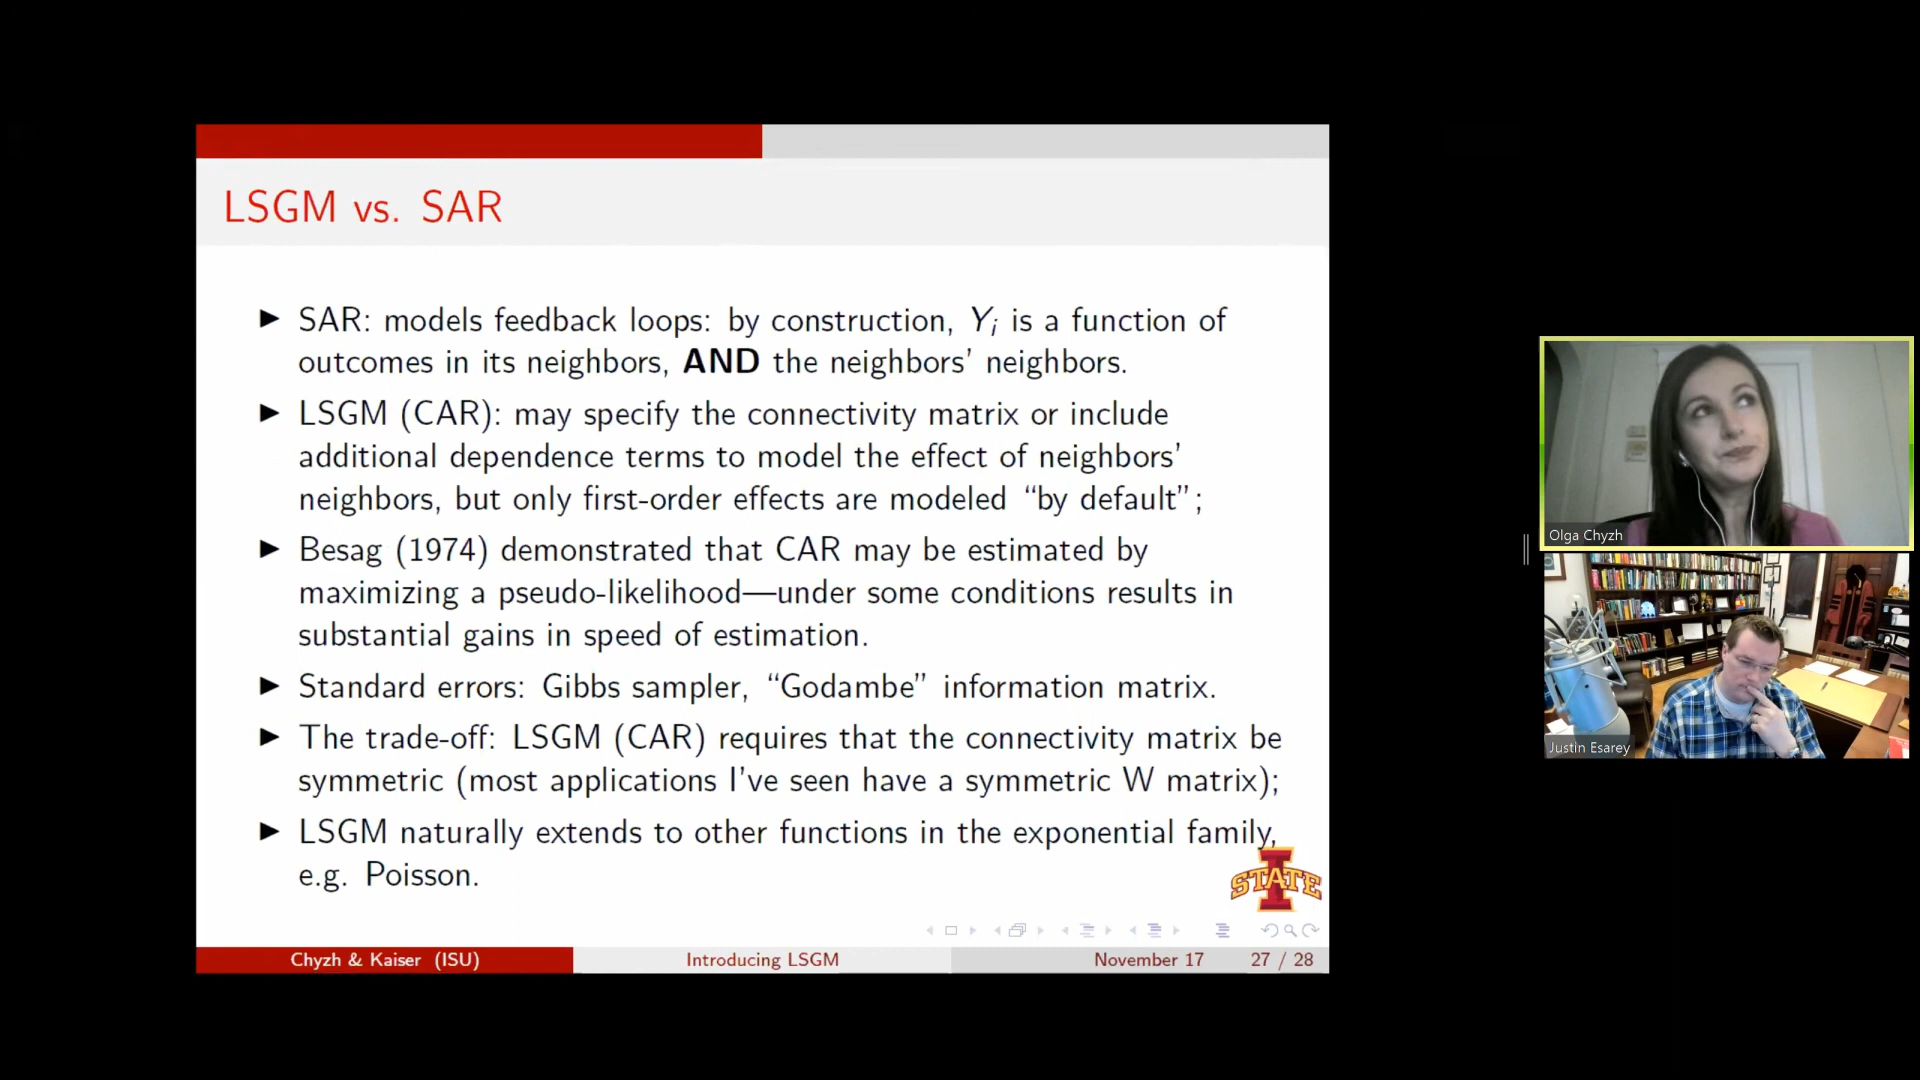 LSGM vs. SAR
▶ SAR: models feedback loops: by construction, Yi is a function of
outcomes in its neighbors, AND the neighbors’ neighbors.
▶ LSGM (CAR): may specify the connectivity matrix or include
additional dependence terms to model the effect of neighbors’
neighbors, but only first-order effects are modeled “by default”;
▶ Besag (1974) demonstrated that CAR may be estimated by
maximizing a pseudo-likelihood—under some conditions results in
substantial gains in speed of estimation.
▶ Standard errors: Gibbs sampler, “Godambe” information matrix.
▶ The trade-off: LSGM (CAR) requires that the connectivity matrix be
symmetric (most applications I’ve seen have a symmetric W matrix);
▶ LSGM naturally extends to other functions in the exponential family,
e.g. Poisson.
STATE
Chyzh & Kaiser (ISU) Introducing LSGM November 17 27 / 28
Olga Chyzh
Justin Esarey